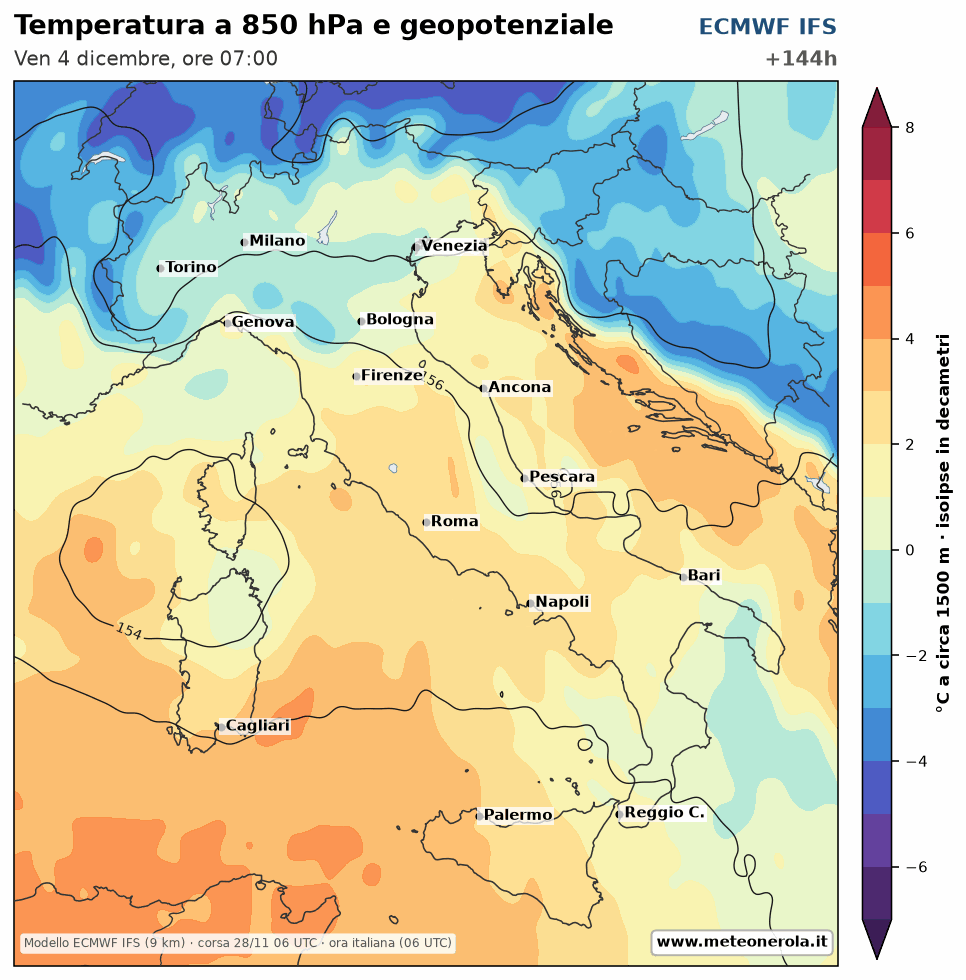 Temperatura a 850 hPa e geopotenziale
ECMWF IFS
Ven 4 dicembre, ore 07:00
+144h
Milano
Venezia
Torino
Genova
Bologna
Firenze
156
Ancona
Pescara
Roma
Bari
Napoli
154
Cagliari
Palermo
Reggio C.
8
6
4
2
0
−2
−4
−6
°C a circa 1500 m · isoipse in decametri
Modello ECMWF IFS (9 km) · corsa 28/11 06 UTC · ora italiana (06 UTC)
www.meteonerola.it